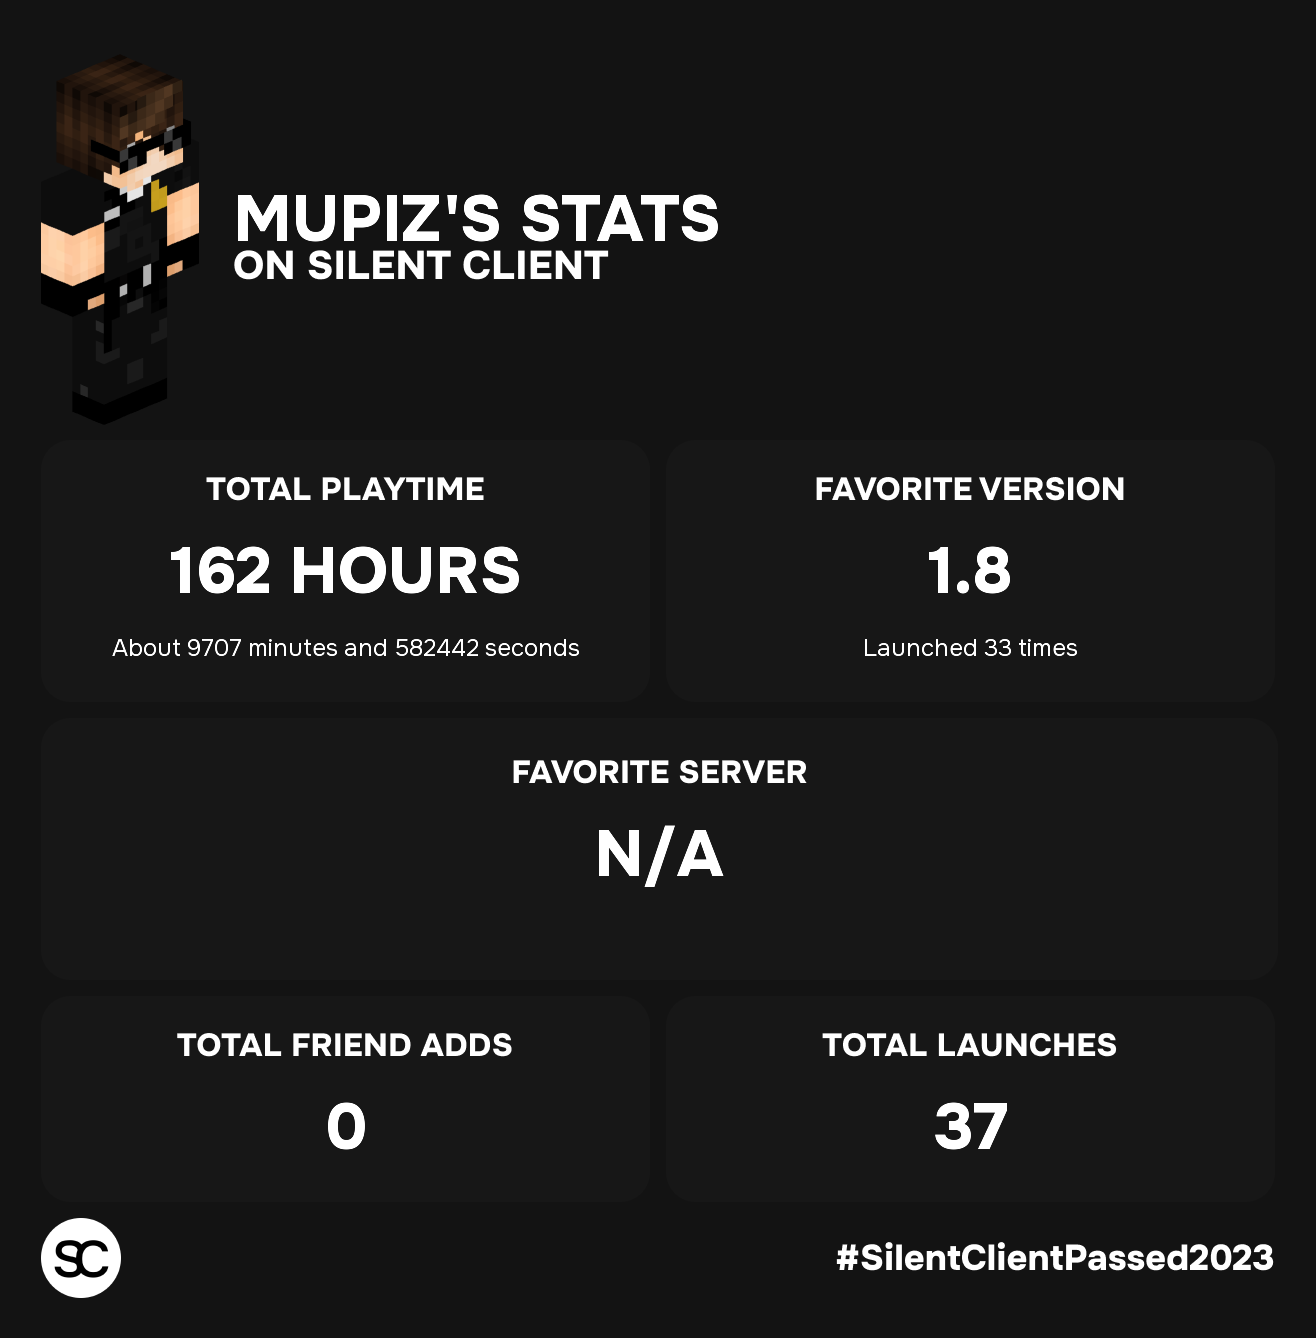 MUPIZ'S STATS
ON SILENT CLIENT
TOTAL PLAYTIME
162 HOURS
About 9707 minutes and 582442 seconds
FAVORITE VERSION
1.8
Launched 33 times
FAVORITE SERVER
N/A
TOTAL FRIEND ADDS
0
TOTAL LAUNCHES
37
SC
#SilentClientPassed2023